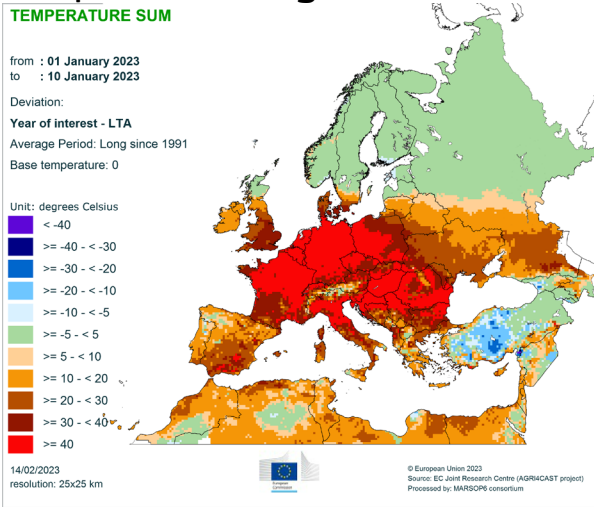 TEMPERATURE SUM
from : 01 January 2023
to : 10 January 2023
Deviation:
Year of interest - LTA
Average Period: Long since 1991
Base temperature: 0
Unit: degrees Celsius
< -40
>= -40 - < -30
>= -30 - < -20
>= -20 - < -10
>= -10 - < -5
>= -5 - < 5
>= 5 - < 10
>= 10 - < 20
>= 20 - < 30
>= 30 - < 40
>= 40
14/02/2023
resolution: 25x25 km
European
Commission
© European Union 2023
Source: EC Joint Research Centre (AGRI4CAST project)
Processed by: MARSOP6 consortium